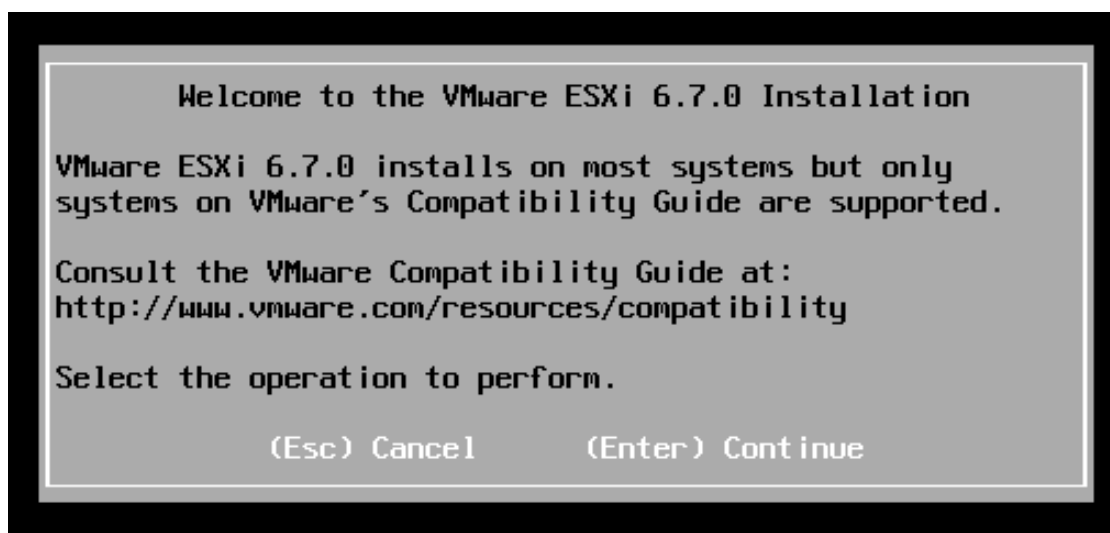 Welcome to the VMware ESXi 6.7.0 Installation
VMware ESXi 6.7.0 installs on most systems but only
systems on VMware's Compatibility Guide are supported.
Consult the VMware Compatibility Guide at:
http://www.vmware.com/resources/compatibility
Select the operation to perform.
(Esc) Cancel (Enter) Continue